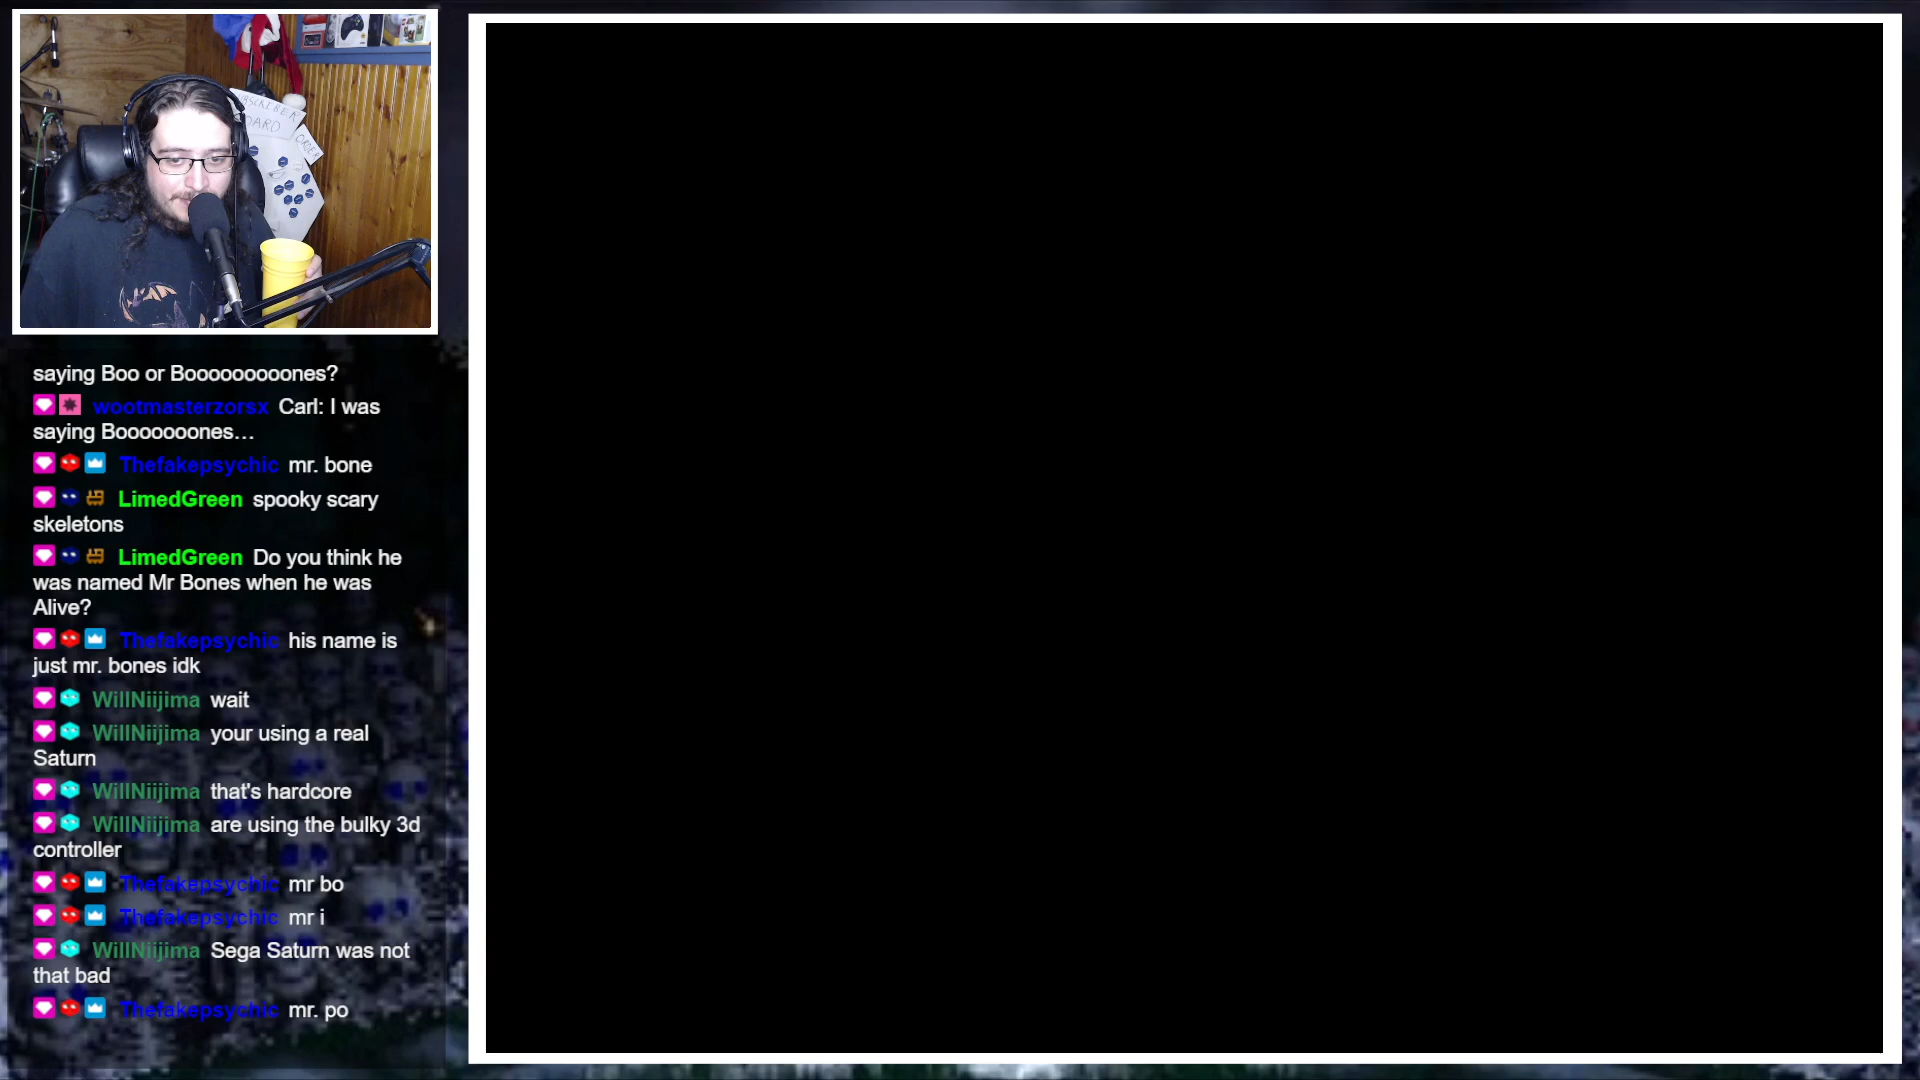 BSCRIBER
OARD
ORDER
saying Boo or Booooooooones?
wootmasterzorsx Carl: I was
saying Booooooones…
Thefakepsychic mr. bone
LimedGreen spooky scary
skeletons
LimedGreen Do you think he
was named Mr Bones when he was
Alive?
Thefakepsychic his name is
just mr. bones idk
WillNiijima wait
WillNiijima your using a real
Saturn
WillNiijima that's hardcore
WillNiijima are using the bulky 3d
controller
Thefakepsychic mr bo
Thefakepsychic mr i
WillNiijima Sega Saturn was not
that bad
Thefakepsychic mr. po